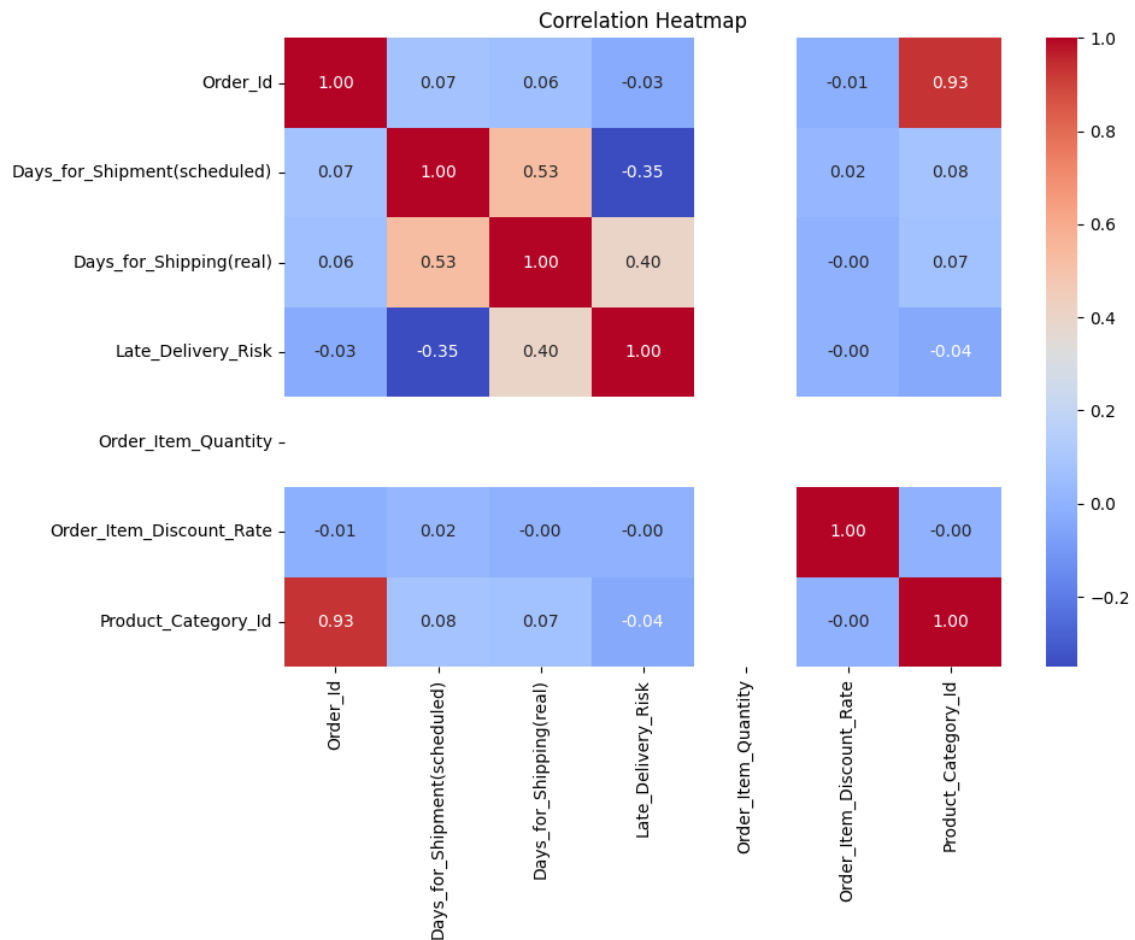 Correlation Heatmap
Order_Id 1.00 0.07 0.06 -0.03 -0.01 0.93
Days_for_Shipment(scheduled) 0.07 1.00 0.53 -0.35 0.02 0.08
Days_for_Shipping(real) 0.06 0.53 1.00 0.40 -0.00 0.07
Late_Delivery_Risk -0.03 -0.35 0.40 1.00 -0.00 -0.04
Order_Item_Quantity
Order_Item_Discount_Rate -0.01 0.02 -0.00 -0.00 1.00 -0.00
Product_Category_Id 0.93 0.08 0.07 -0.04 -0.00 1.00
Order_Id
Days_for_Shipment(scheduled)
Days_for_Shipping(real)
Late_Delivery_Risk
Order_Item_Quantity
Order_Item_Discount_Rate
Product_Category_Id
1.0
0.8
0.6
0.4
0.2
0.0
−0.2